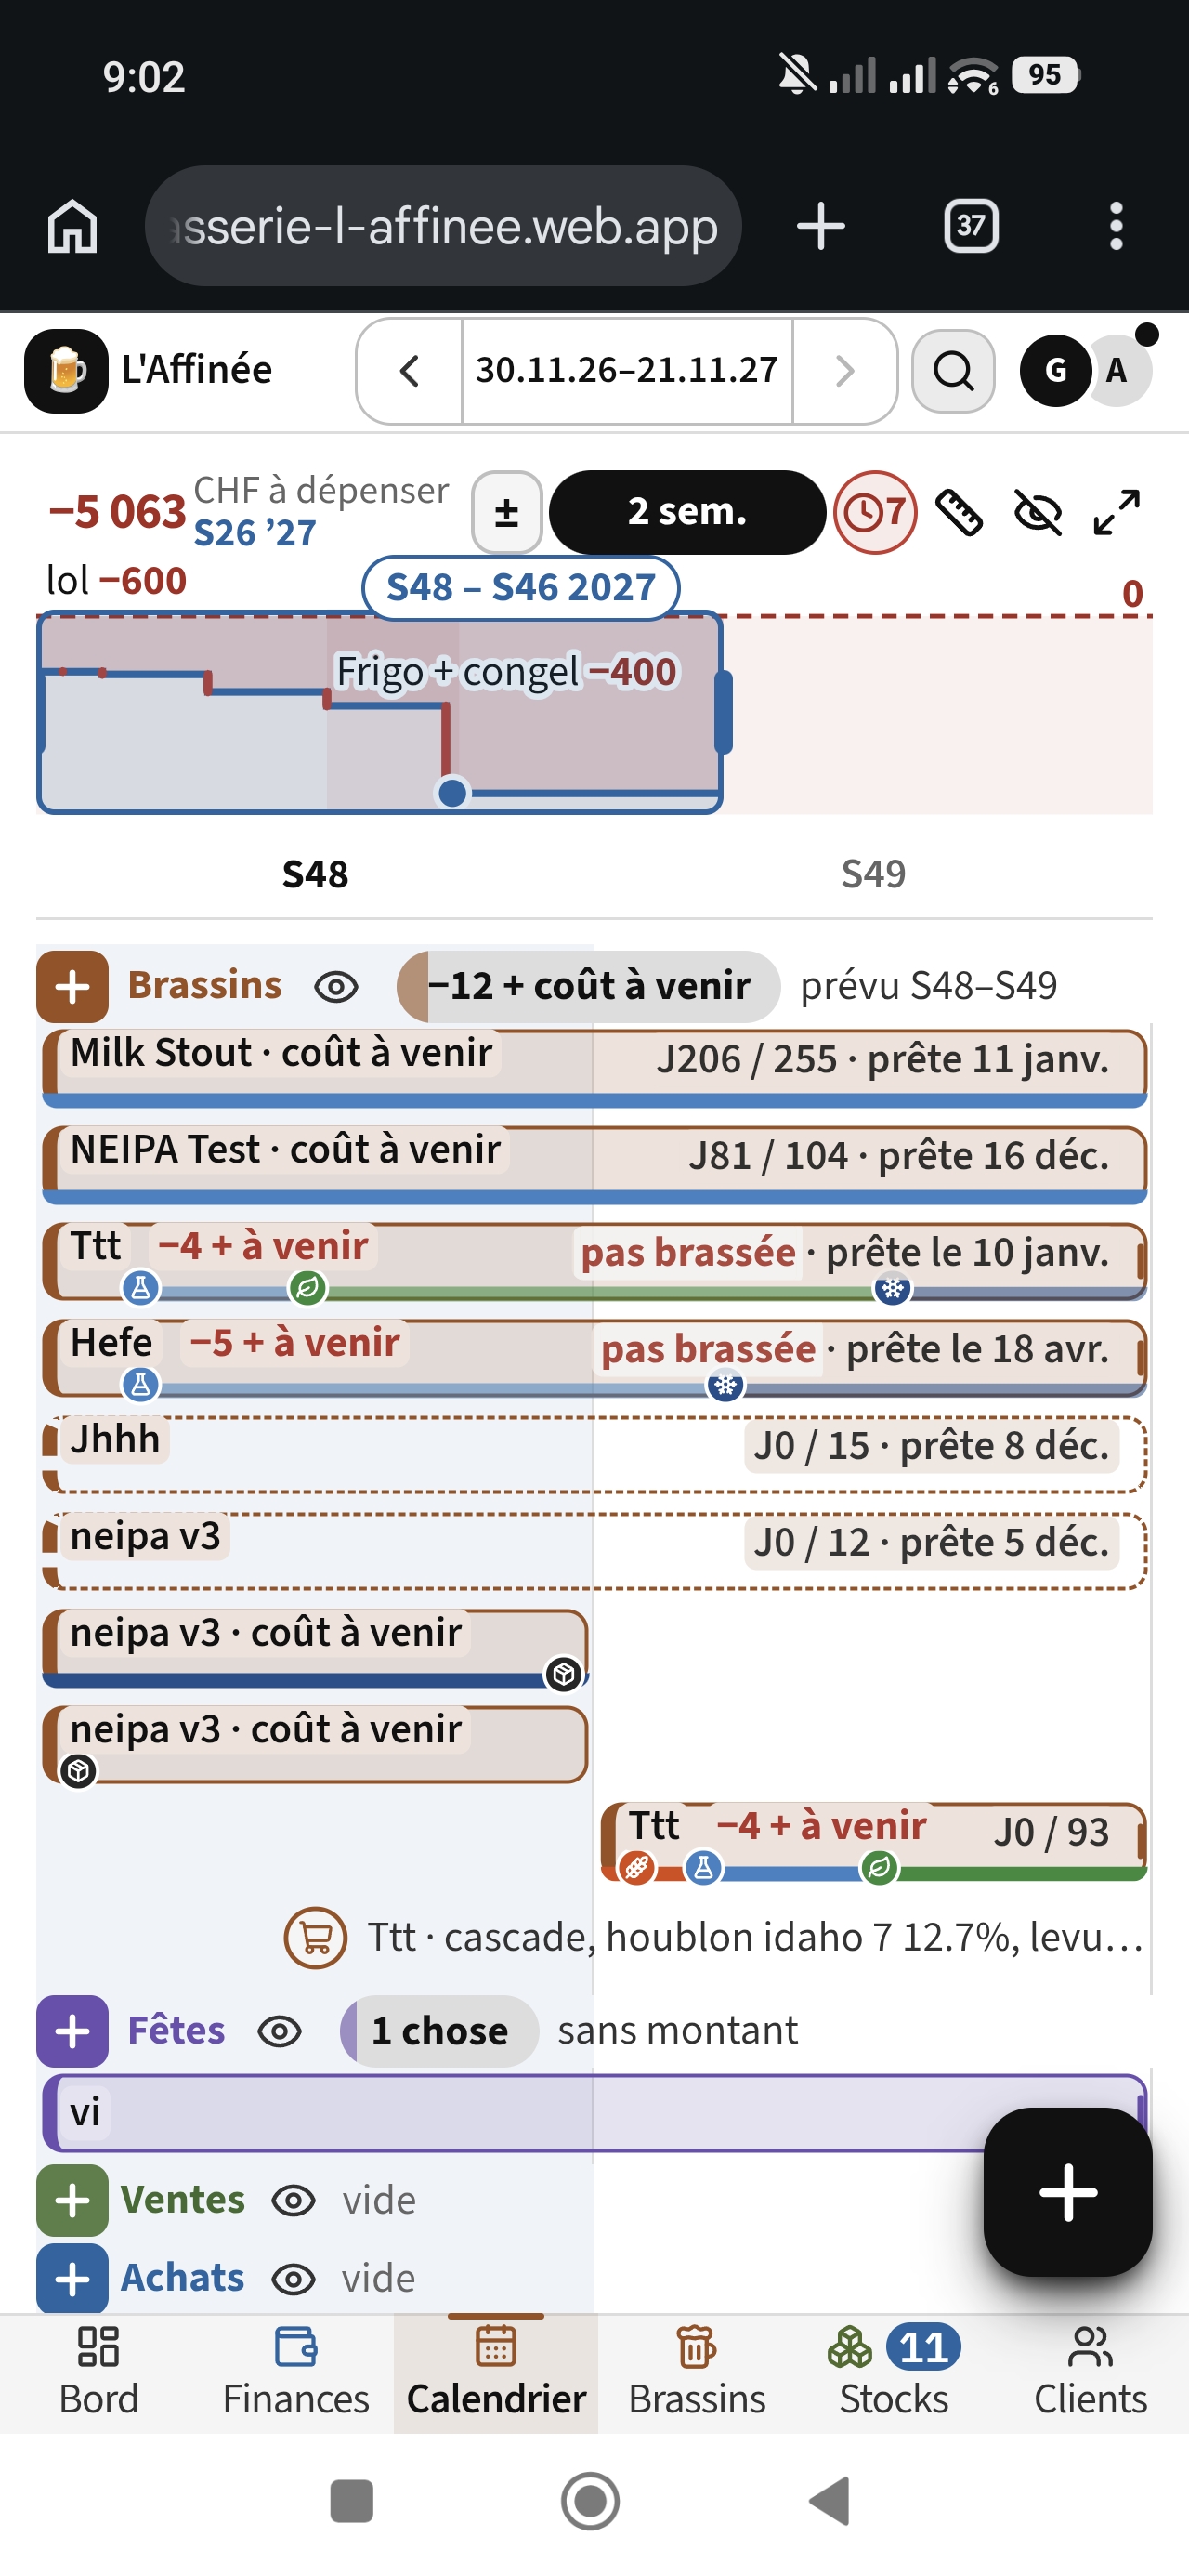 9:02
6
95
asserie-l-affinee.web.app
37
L'Affinée
30.11.26–21.11.27
G
A
−5 063
CHF à dépenser
S26 ’27
±
2 sem.
7
lol −600
S48 – S46 2027
0
Frigo + congel −400
S48
S49
Brassins
−12 + coût à venir
prévu S48–S49
Milk Stout · coût à venir
J206 / 255 · prête 11 janv.
NEIPA Test · coût à venir
J81 / 104 · prête 16 déc.
Ttt −4 + à venir
pas brassée · prête le 10 janv.
Hefe −5 + à venir
pas brassée · prête le 18 avr.
Jhhh
J0 / 15 · prête 8 déc.
neipa v3
J0 / 12 · prête 5 déc.
neipa v3 · coût à venir
neipa v3 · coût à venir
Ttt −4 + à venir
J0 / 93
Ttt · cascade, houblon idaho 7 12.7%, levu…
Fêtes
1 chose
sans montant
vi
Ventes
vide
Achats
vide
11
Bord
Finances
Calendrier
Brassins
Stocks
Clients